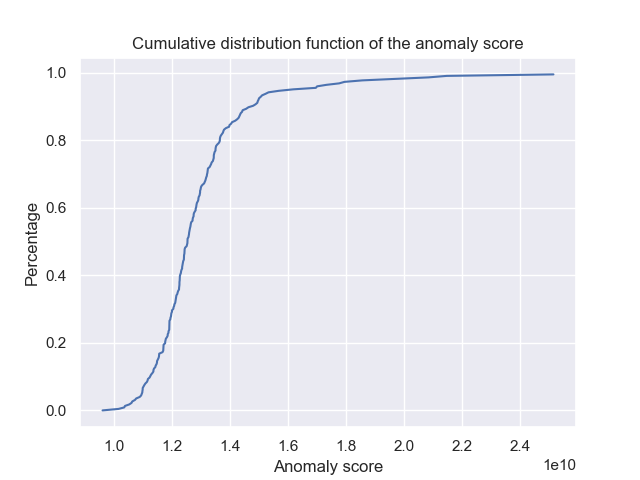 Cumulative distribution function of the anomaly score
1.0
0.8
0.6
0.4
0.2
0.0
Percentage
1.0 1.2 1.4 1.6 1.8 2.0 2.2 2.4
Anomaly score
1e10